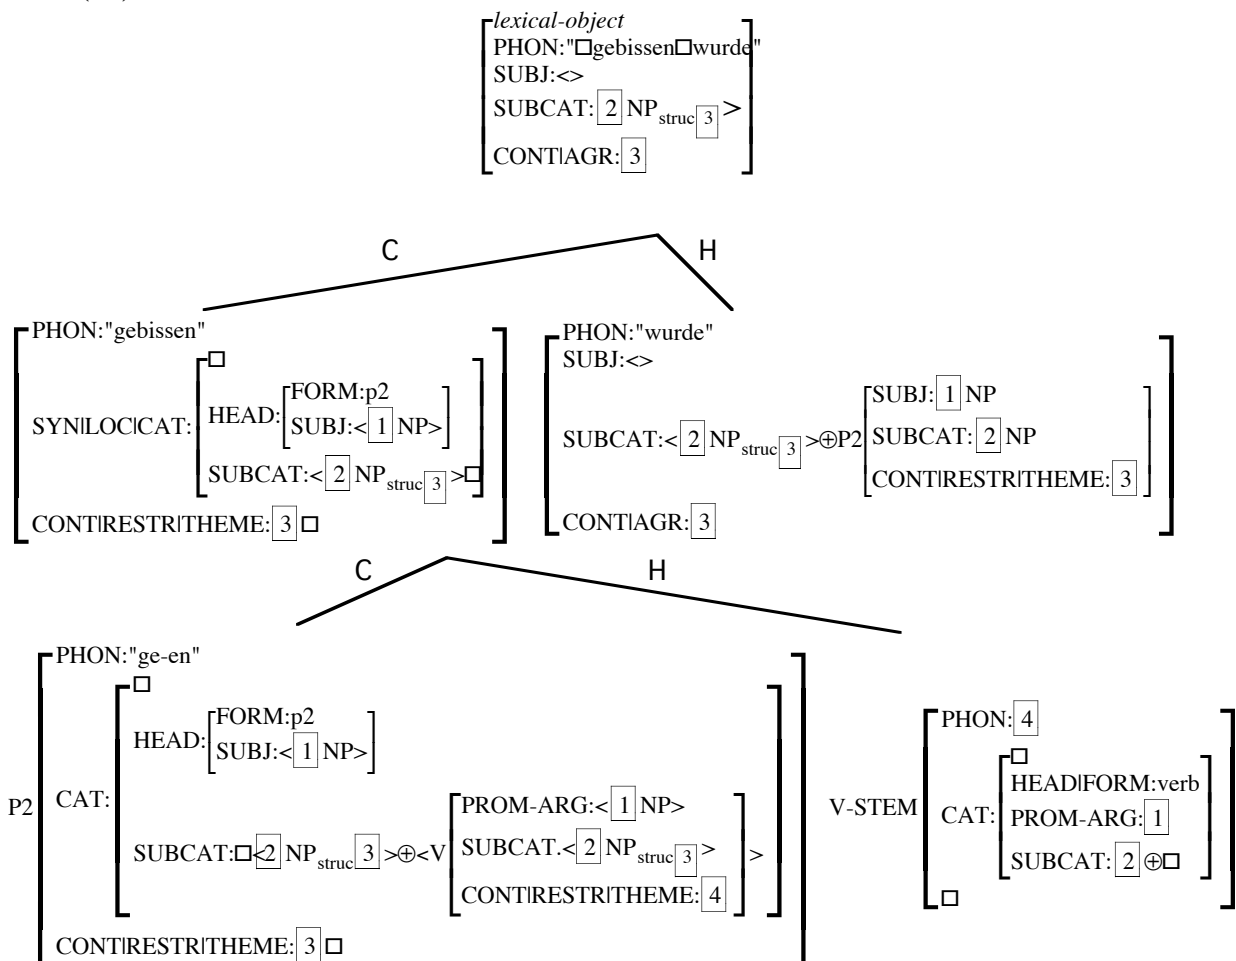 lexical-object
PHON:"□gebissen□wurde"
SUBJ:<>
SUBCAT: 2 NPstruc 3 >
CONT|AGR: 3
C H
PHON:"gebissen"
□
HEAD: FORM:p2
SUBJ:< 1 NP>
SYN|LOC|CAT:
SUBCAT:< 2 NPstruc 3 >□
CONT|RESTR|THEME: 3 □
PHON:"wurde"
SUBJ:<>
SUBCAT:< 2 NPstruc 3 >⊕P2
SUBJ: 1 NP
SUBCAT: 2 NP
CONT|RESTR|THEME: 3
CONT|AGR: 3
C H
P2
PHON:"ge-en"
CAT:
□
HEAD: FORM:p2
SUBJ:< 1 NP>
SUBCAT:□<2 NPstruc 3 >⊕<V
PROM-ARG:< 1 NP>
SUBCAT.< 2 NPstruc 3 >
CONT|RESTR|THEME: 4
>
CONT|RESTR|THEME: 3 □
V-STEM
PHON: 4
CAT:
□
HEAD|FORM:verb
PROM-ARG: 1
SUBCAT: 2 ⊕□
□